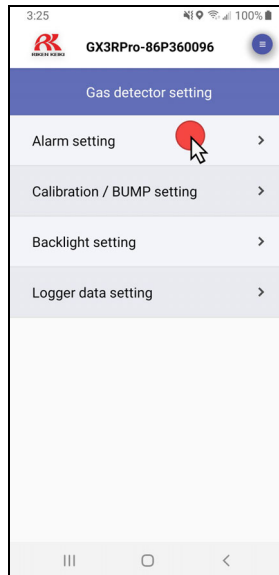 3:25
100%
RIKEN KEIKI
GX3RPro-86P360096
Gas detector setting
Alarm setting
Calibration / BUMP setting
Backlight setting
Logger data setting